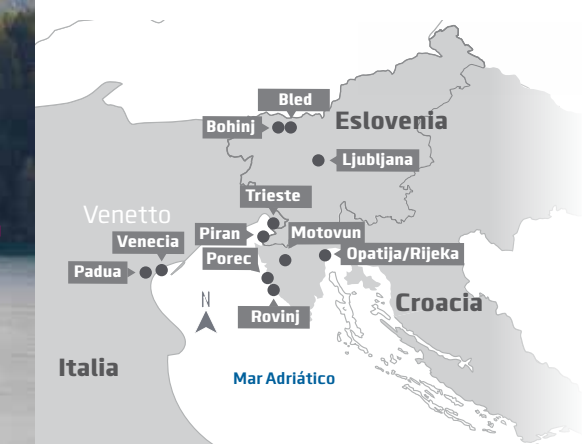 Bled
Bohinj
Eslovenia
Ljubljana
Trieste
Venetto
Piran
Motovun
Venecia
Porec
Opatija/Rijeka
Padua
N
Croacia
Rovinj
Italia
Mar Adriático